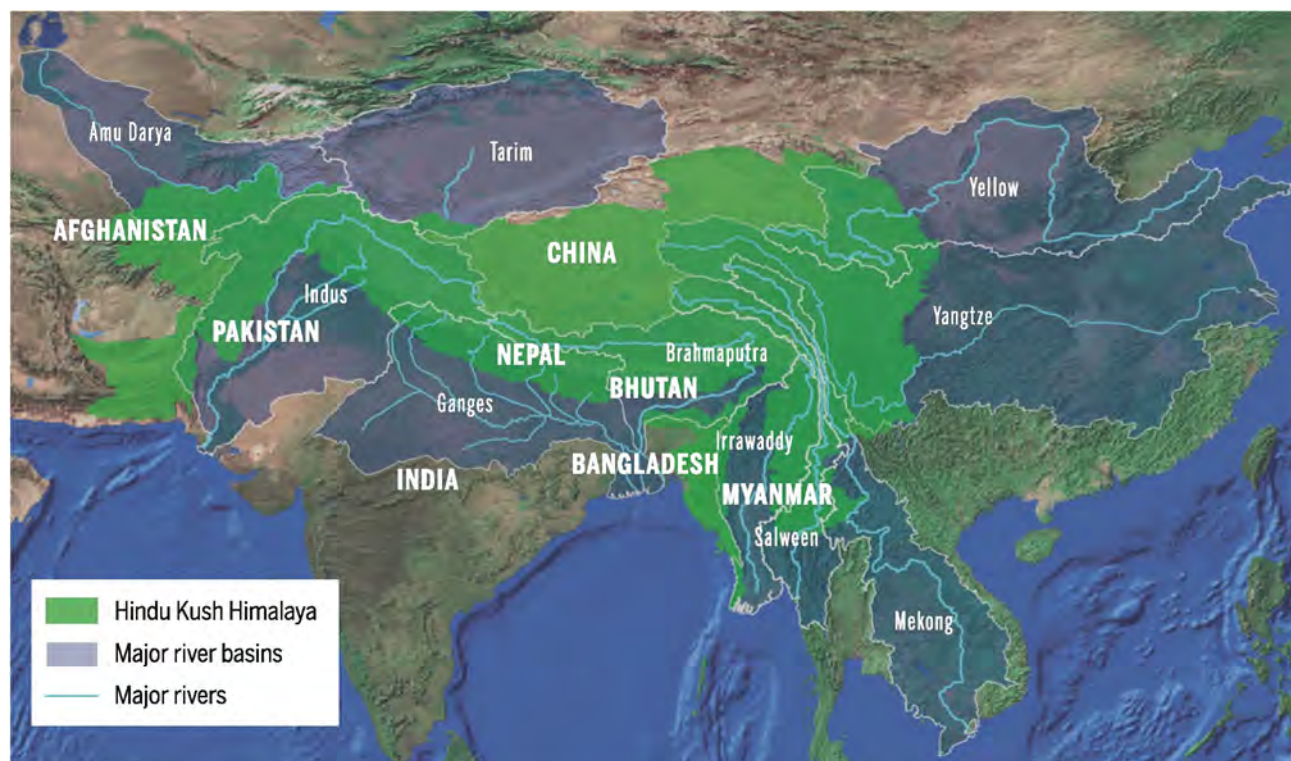 Amu Darya
Tarim
Yellow
AFGHANISTAN
CHINA
Indus
PAKISTAN
Yangtze
NEPAL
Brahmaputra
BHUTAN
Ganges
Irrawaddy
BANGLADESH
INDIA
MYANMAR
Salween
Mekong
Hindu Kush Himalaya
Major river basins
Major rivers